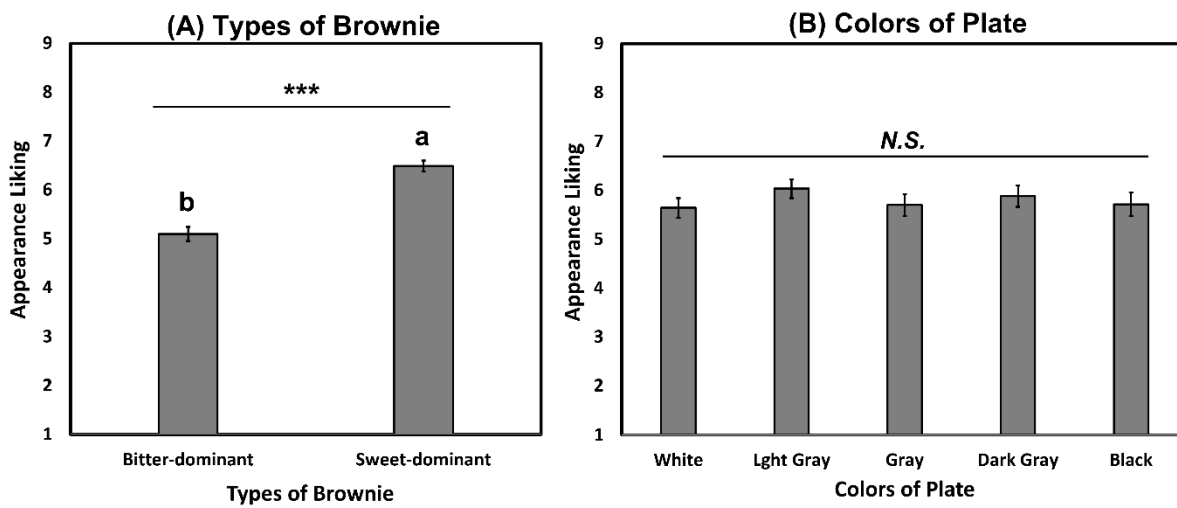 (A) Types of Brownie
Appearance Liking
9
8
7
6
5
4
3
2
1
***
b
a
Bitter-dominant
Sweet-dominant
Types of Brownie
(B) Colors of Plate
Appearance Liking
9
8
7
6
5
4
3
2
1
N.S.
White
Lght Gray
Gray
Dark Gray
Black
Colors of Plate